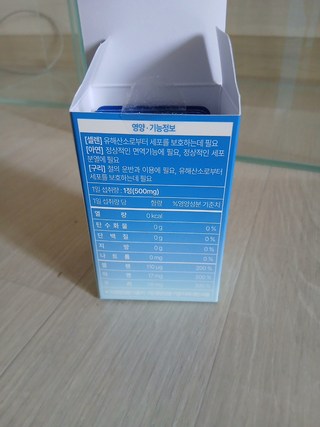 영양·기능정보
[셀렌] 유해산소로부터 세포를 보호하는데 필요
[아연] 정상적인 면역기능에 필요, 정상적인 세포
분열에 필요
[구리] 철의 운반과 이용에 필요, 유해산소로부터
세포를 보호하는데 필요
1일 섭취량 : 1정(500mg)
1일 섭취량 당 함량 %영양성분 기준치
열 량 0 kcal
탄 수 화 물 0 g 0 %
단 백 질 0 g 0 %
지 방 0 g 0 %
나 트 륨 0 mg 0 %
셀 렌
아 연